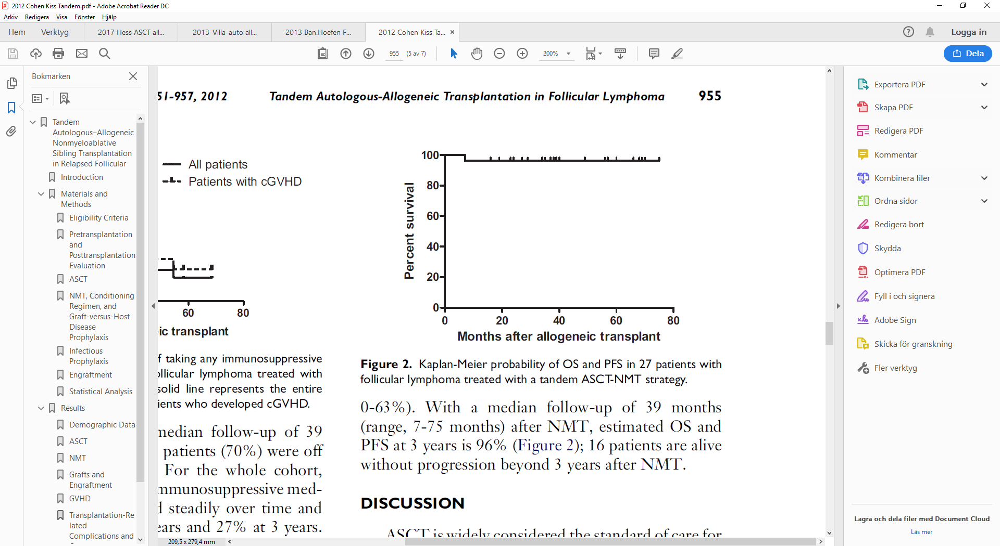 2012 Cohen Kiss Tandem.pdf - Adobe Acrobat Reader DC
Arkiv Redigera Visa Fönster Hjälp
Hem Verktyg 2017 Hess ASCT all... 2013-Villa-auto all... 2013 Ban.Hoefen F... 2012 Cohen Kiss Ta... Logga in
955 (5 av 7) 200% Dela
Bokmärken
Tandem
Autologous–Allogeneic
Nonmyeloablative
Sibling Transplantation
in Relapsed Follicular
Introduction
Materials and
Methods
Eligibility Criteria
Pretransplantation
and
Posttransplantation
Evaluation
ASCT
NMT, Conditioning
Regimen, and
Graft-versus-Host
Disease
Prophylaxis
Infectious
Prophylaxis
Engraftment
Statistical Analysis
Results
Demographic Data
ASCT
NMT
Grafts and
Engraftment
GVHD
Transplantation-Re
lated
Complications and
51-957, 2012 Tandem Autologous-Allogeneic Transplantation in Follicular Lymphoma 955
All patients
Patients with cGVHD
60 80
ic transplant
f taking any immunosuppressive
ollicular lymphoma treated with
solid line represents the entire
ients who developed cGVHD.
median follow-up of 39
patients (70%) were off
For the whole cohort,
mmunosuppressive med-
d steadily over time and
ears and 27% at 3 years.
Percent survival
100
80
60
40
20
0
0 20 40 60 80
Months after allogeneic transplant
Figure 2. Kaplan-Meier probability of OS and PFS in 27 patients with
follicular lymphoma treated with a tandem ASCT-NMT strategy.
0-63%). With a median follow-up of 39 months
(range, 7-75 months) after NMT, estimated OS and
PFS at 3 years is 96% (Figure 2); 16 patients are alive
without progression beyond 3 years after NMT.
DISCUSSION
ASCT is widely considered the standard of care for
209,5 x 279,4 mm
Exportera PDF
Skapa PDF
Redigera PDF
Kommentar
Kombinera filer
Ordna sidor
Redigera bort
Skydda
Optimera PDF
Fyll i och signera
Adobe Sign
Skicka för granskning
Fler verktyg
Lagra och dela filer med Document Cloud
Läs mer